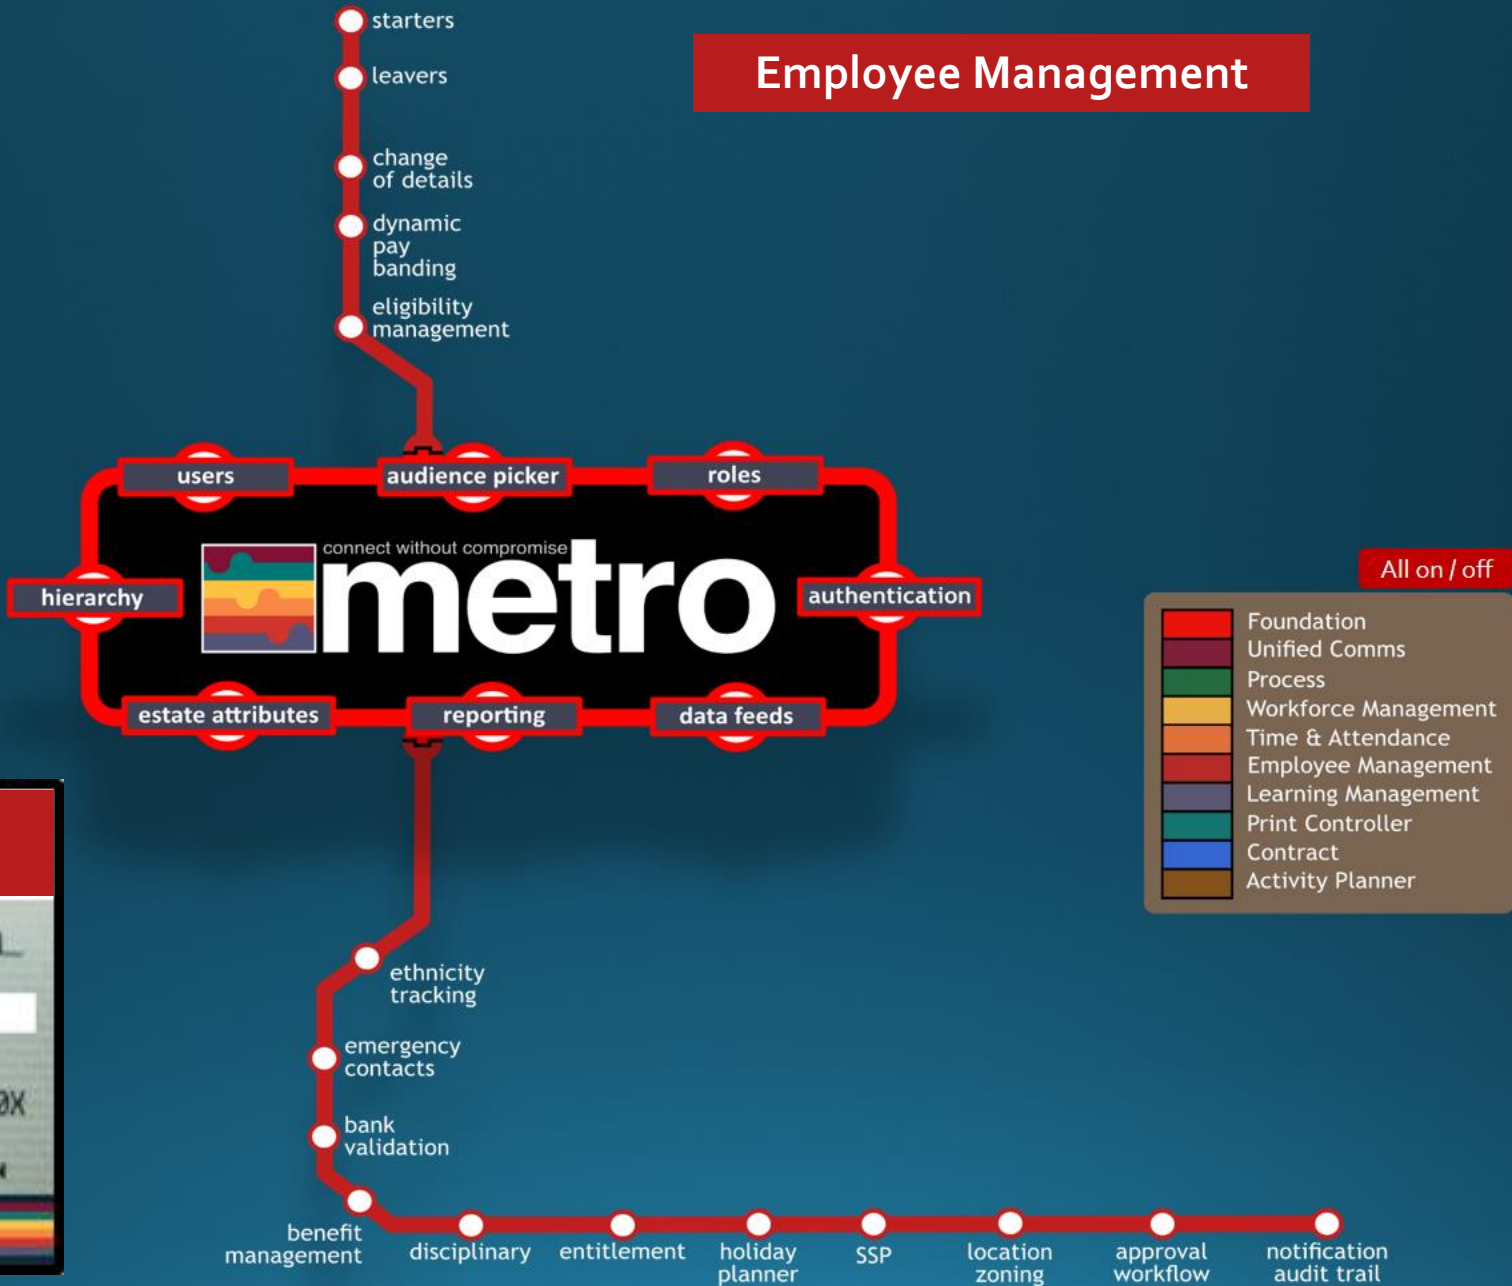 starters
leavers
Employee Management
change
of details
dynamic
pay
banding
eligibility
management
users
audience picker
roles
connect without compromise
metro
hierarchy
authentication
estate attributes
reporting
data feeds
All on / off
Foundation
Unified Comms
Process
Workforce Management
Time & Attendance
Employee Management
Learning Management
Print Controller
Contract
Activity Planner
ethnicity
tracking
emergency
contacts
bank
validation
benefit
management
disciplinary
entitlement
holiday
planner
SSP
location
zoning
approval
workflow
notification
audit trail